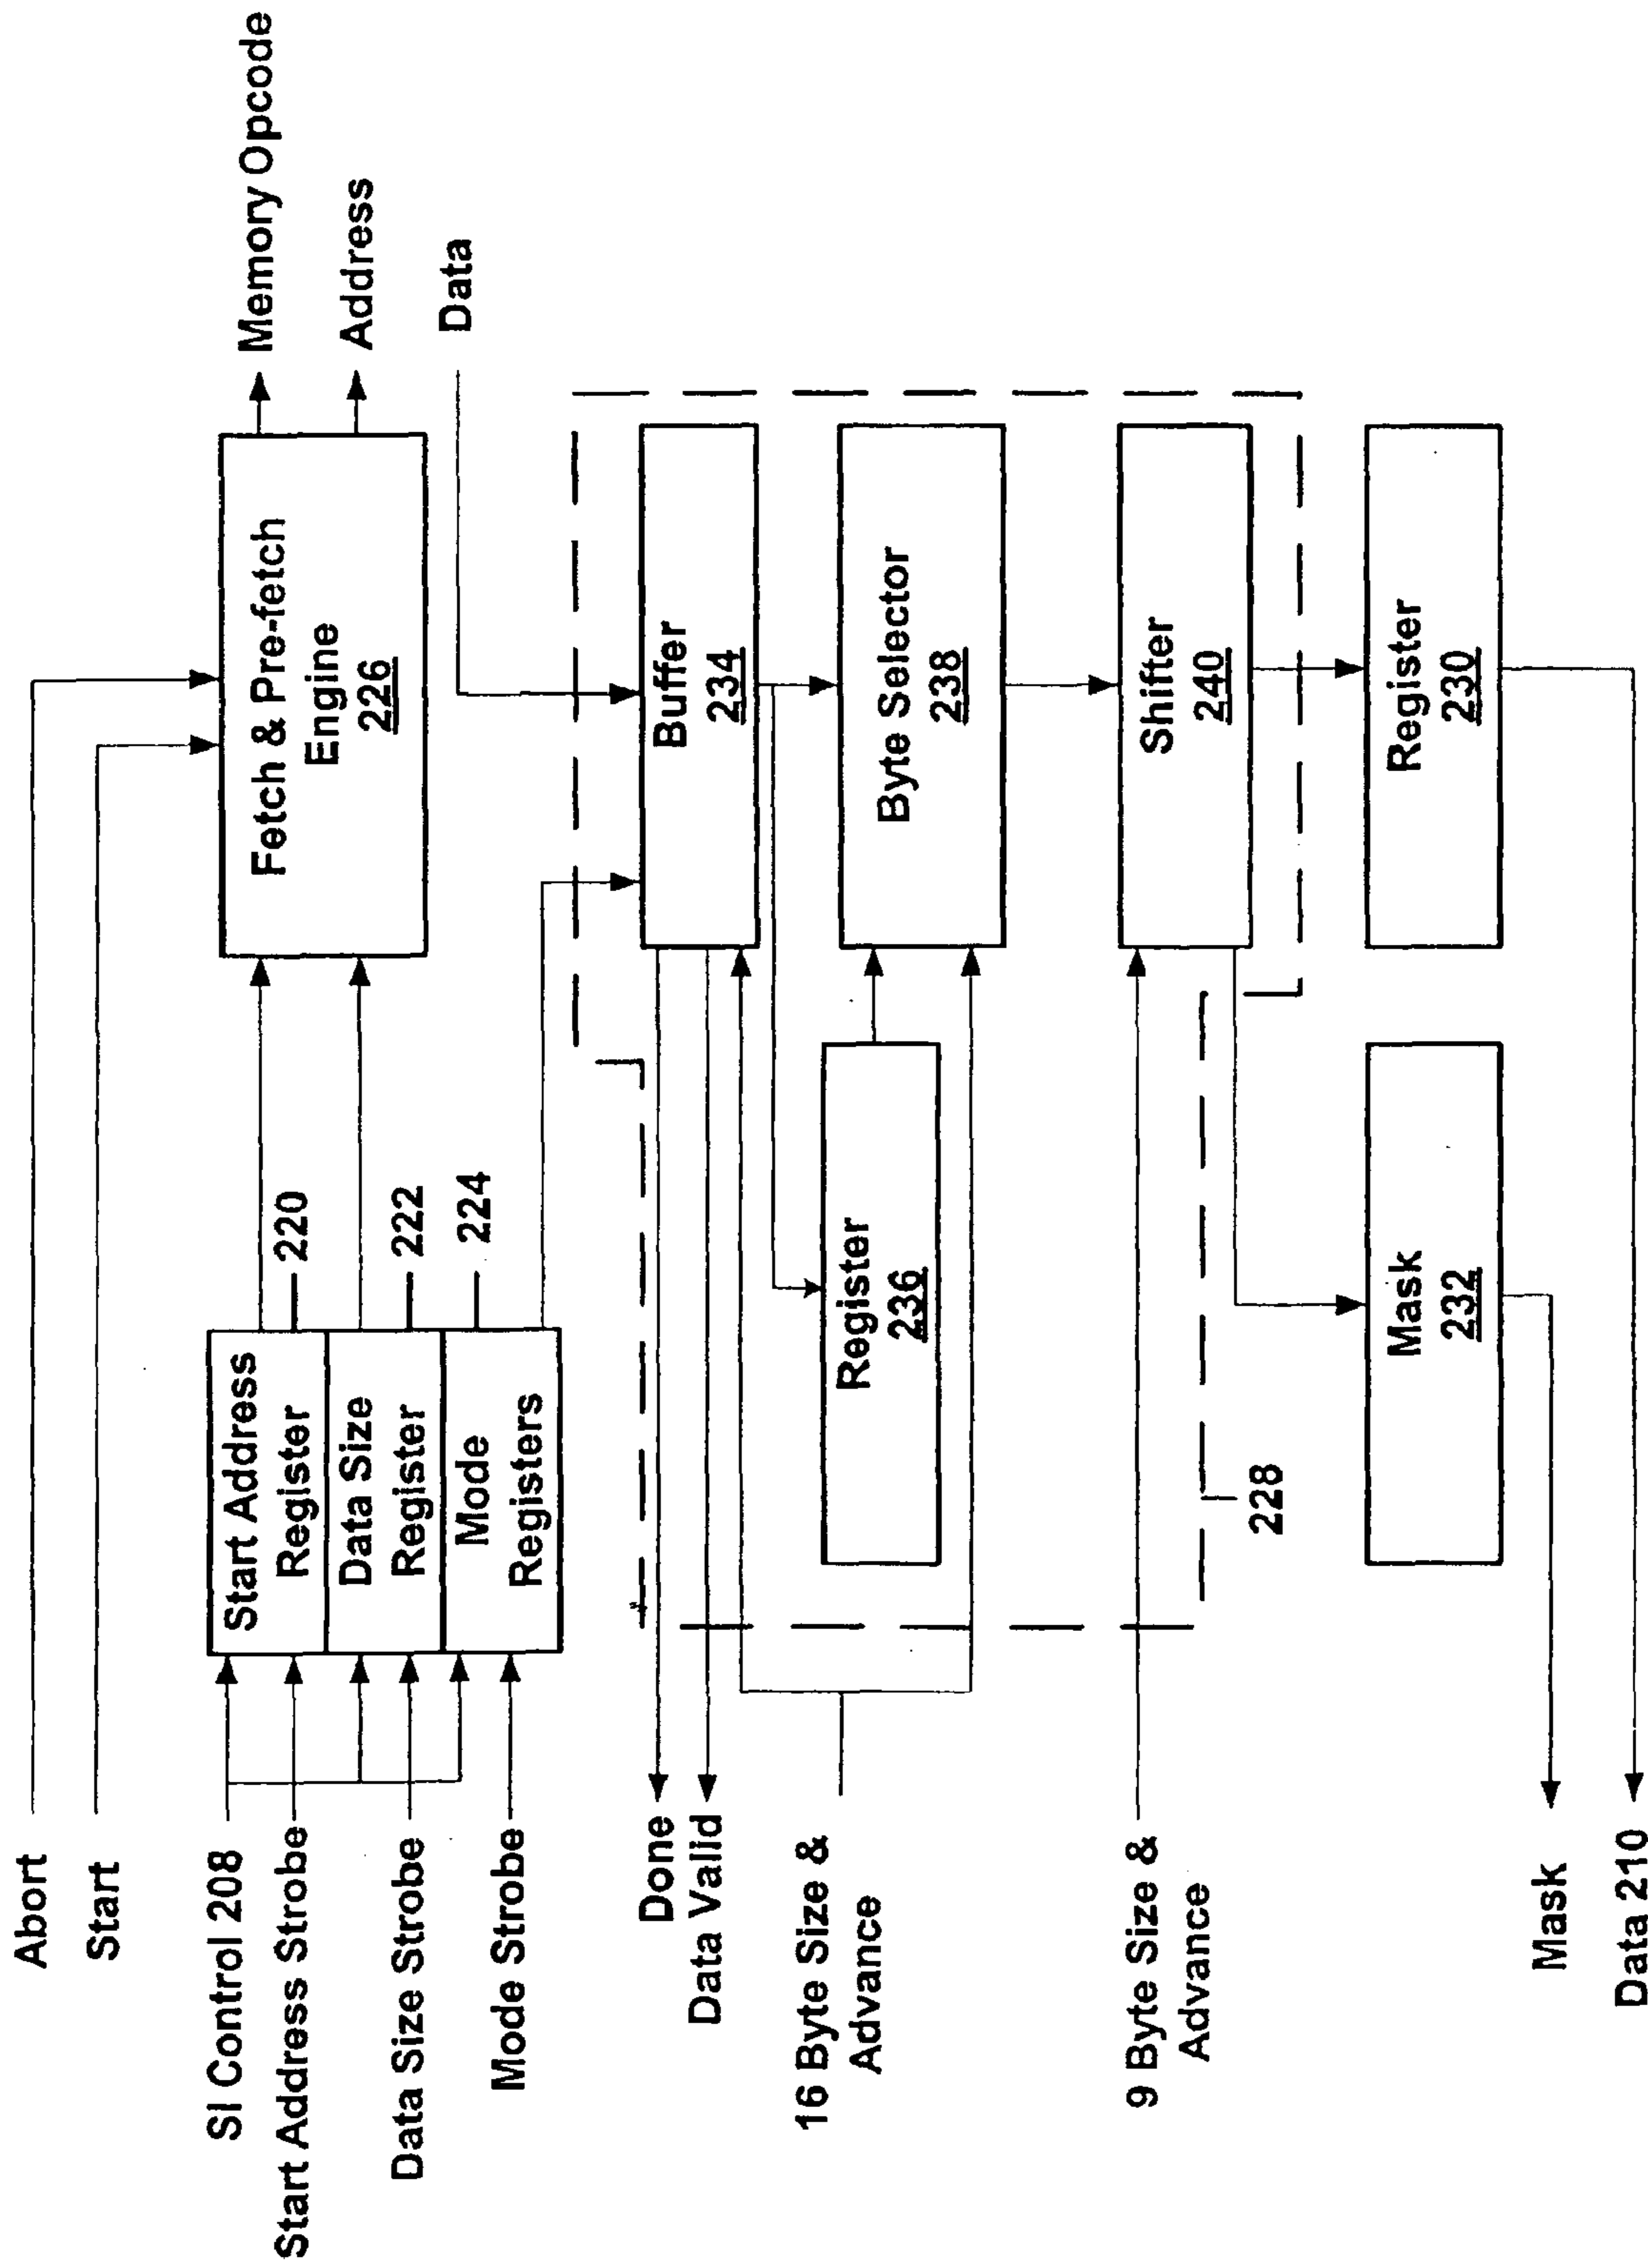 Abort
Start
SI Control 208
Start Address Strobe
Data Size Strobe
Mode Strobe
Start Address
Register
220
Data Size
Register
222
Mode
Registers
224
Fetch & Pre-fetch
Engine
226
Memory Opcode
Address
Data
Done
Data Valid
16 Byte Size &
Advance
9 Byte Size &
Advance
Buffer
234
Register
236
Byte Selector
238
Shifter
240
228
Mask
232
Register
230
Mask
Data 210